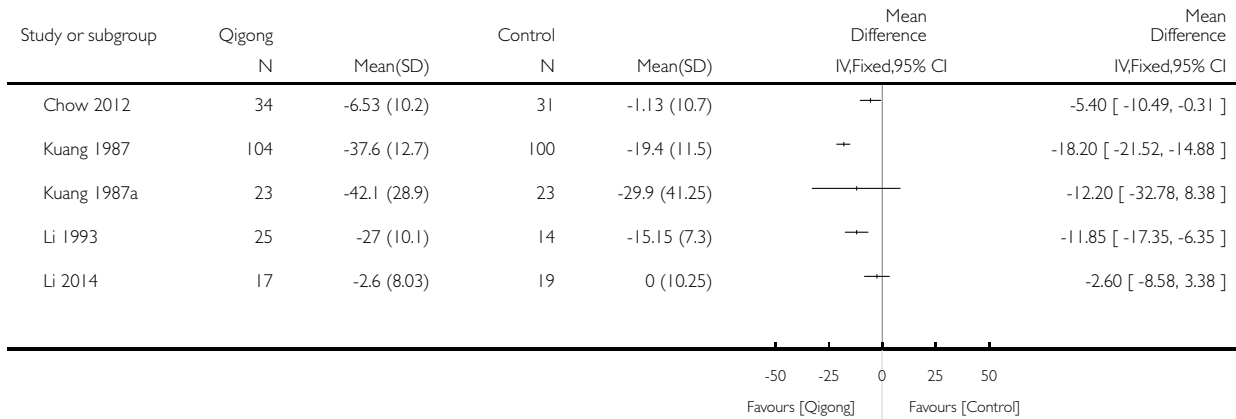 Mean Mean
Study or subgroup Qigong Control Difference Difference
N Mean(SD) N Mean(SD) IV,Fixed,95% CI IV,Fixed,95% CI
Chow 2012 34 -6.53 (10.2) 31 -1.13 (10.7) -5.40 [ -10.49, -0.31 ]
Kuang 1987 104 -37.6 (12.7) 100 -19.4 (11.5) -18.20 [ -21.52, -14.88 ]
Kuang 1987a 23 -42.1 (28.9) 23 -29.9 (41.25) -12.20 [ -32.78, 8.38 ]
Li 1993 25 -27 (10.1) 14 -15.15 (7.3) -11.85 [ -17.35, -6.35 ]
Li 2014 17 -2.6 (8.03) 19 0 (10.25) -2.60 [ -8.58, 3.38 ]
-50 -25 0 25 50
Favours [Qigong] Favours [Control]